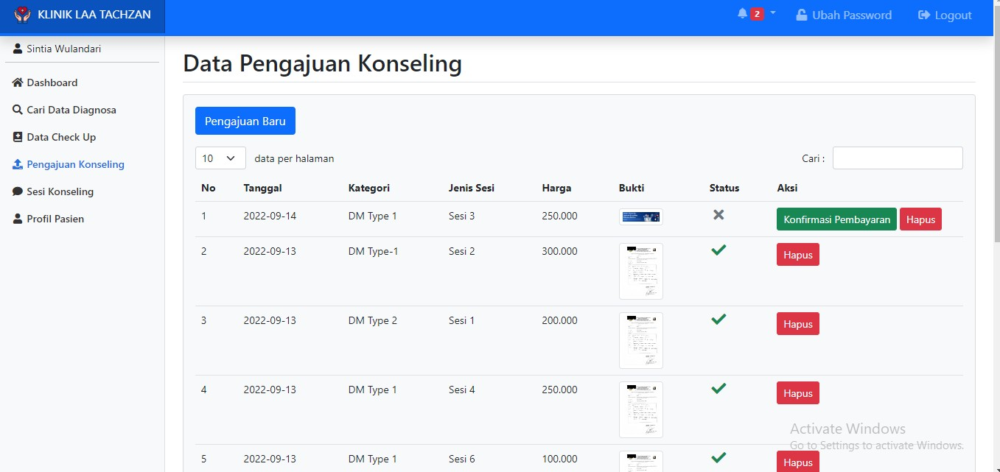 KLINIK LAA TACHZAN
2
Ubah Password
Logout
Sintia Wulandari
Dashboard
Cari Data Diagnosa
Data Check Up
Pengajuan Konseling
Sesi Konseling
Profil Pasien
Data Pengajuan Konseling
Pengajuan Baru
10 data per halaman Cari :
No Tanggal Kategori Jenis Sesi Harga Bukti Status Aksi
1 2022-09-14 DM Type 1 Sesi 3 250.000 Konfirmasi Pembayaran Hapus
2 2022-09-13 DM Type-1 Sesi 2 300.000 Hapus
3 2022-09-13 DM Type 2 Sesi 1 200.000 Hapus
4 2022-09-13 DM Type 1 Sesi 4 250.000 Hapus
Activate Windows
Go to Settings to activate Windows.
5 2022-09-13 DM Type 1 Sesi 6 100.000 Hapus